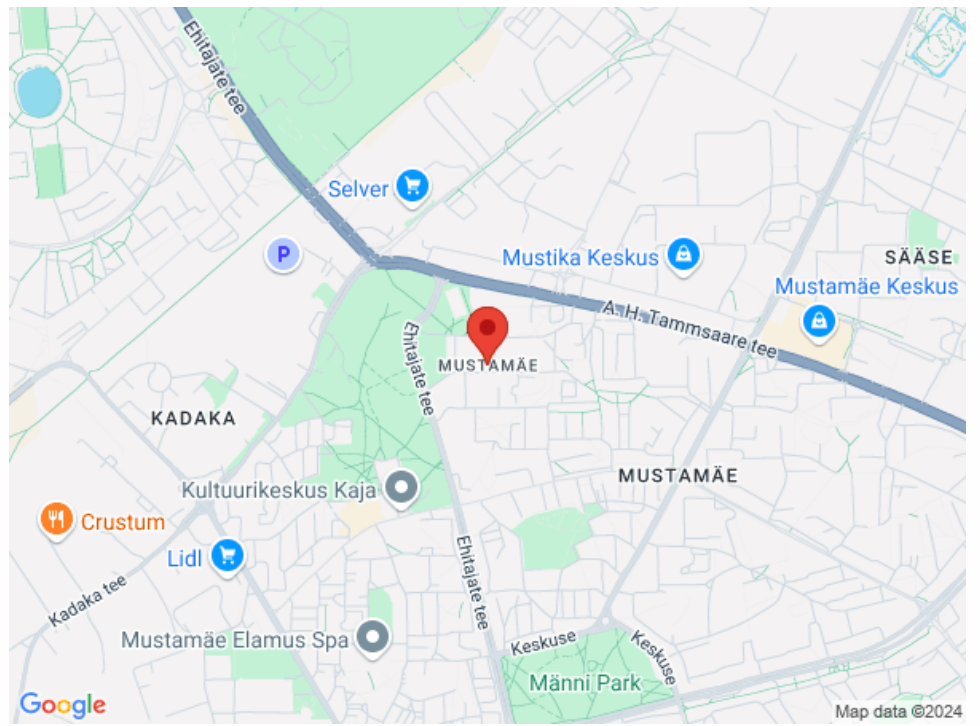 Ehitajate tee
Selver
P
Mustika Keskus
SÄÄSE
Mustamäe Keskus
A. H. Tammsaare tee
Ehitajate tee
MUSTAMÄE
KADAKA
MUSTAMÄE
Kultuurikeskus Kaja
Crustum
Lidl
Ehitajate tee
Kadaka tee
Mustamäe Elamus Spa
Keskuse
Keskuse
Männi Park
Google
Map data ©2024